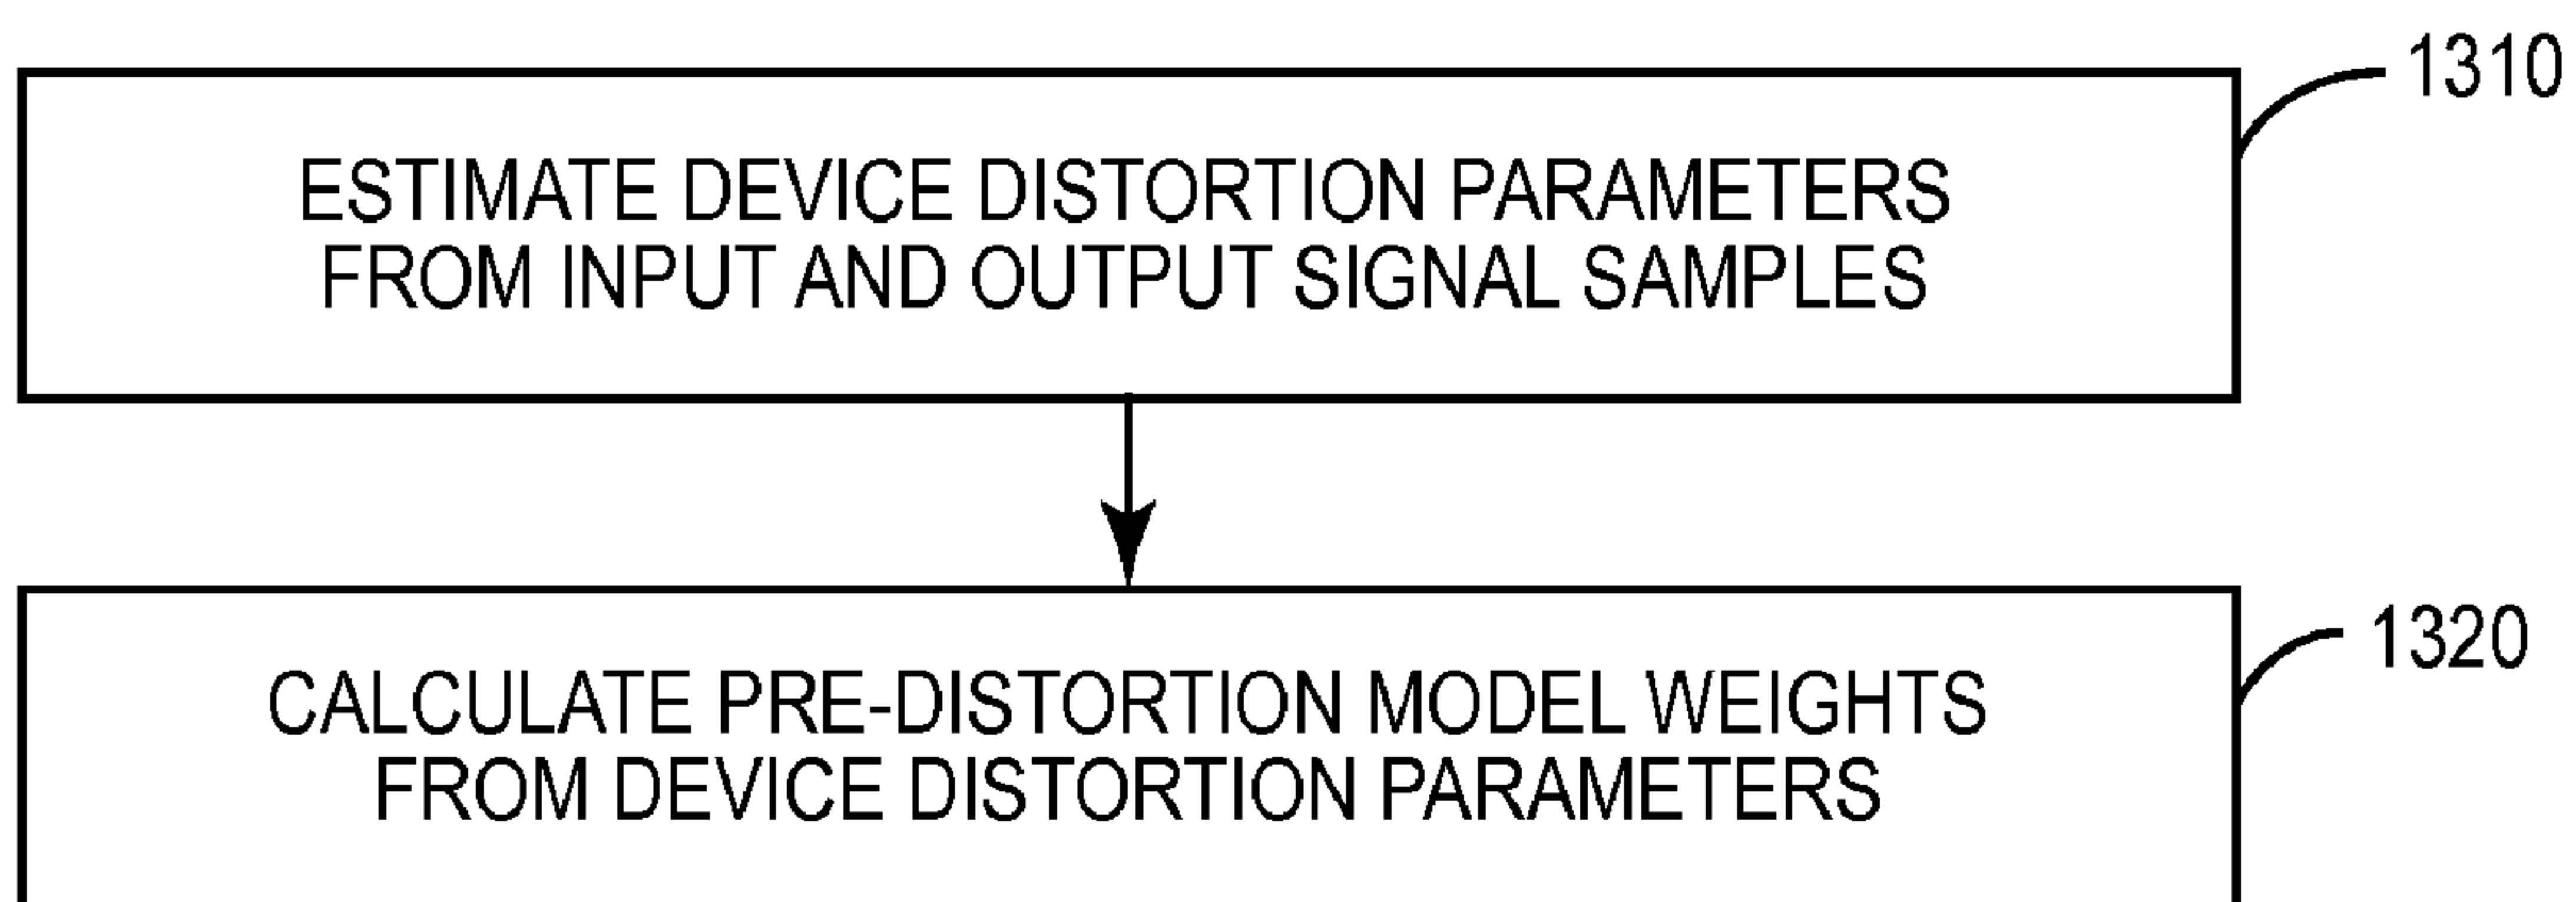 1310
ESTIMATE DEVICE DISTORTION PARAMETERS
FROM INPUT AND OUTPUT SIGNAL SAMPLES
1320
CALCULATE PRE-DISTORTION MODEL WEIGHTS
FROM DEVICE DISTORTION PARAMETERS